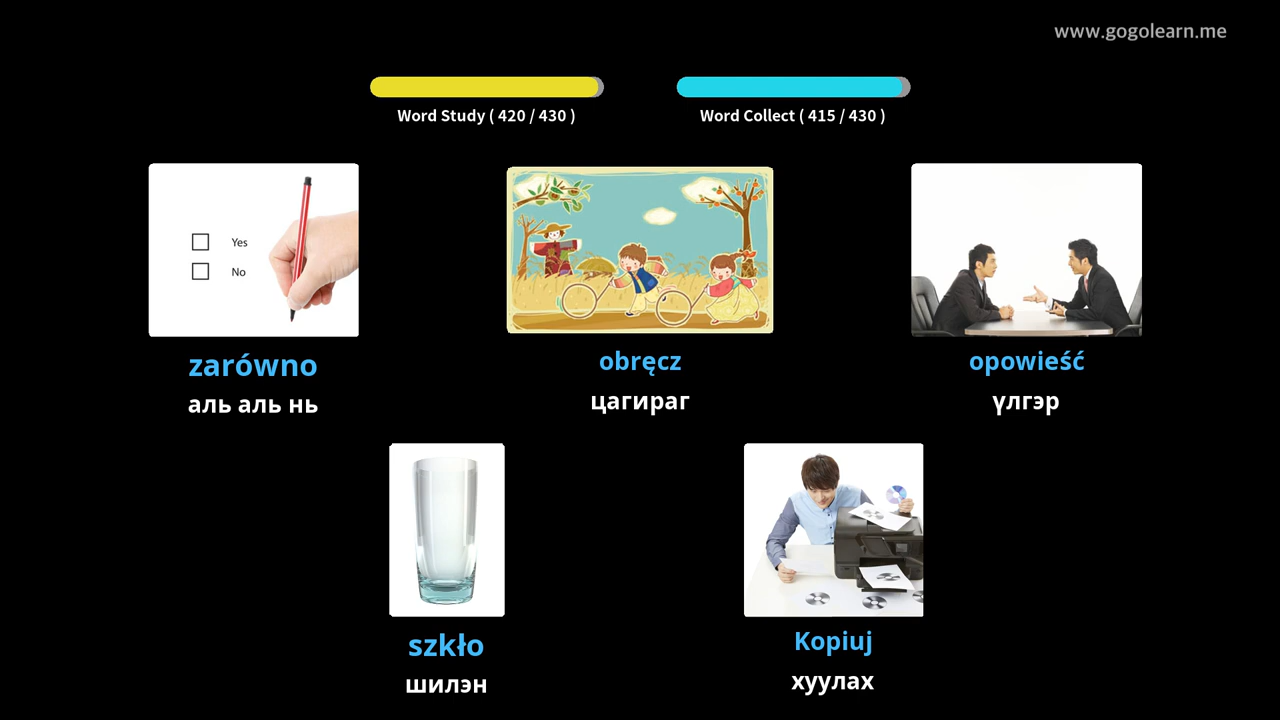 www.gogolearn.me
Word Study ( 420 / 430 )
Word Collect ( 415 / 430 )
Yes
No
zarówno
аль аль нь
obręcz
цагираг
opowieść
үлгэр
szkło
шилэн
Kopiuj
хуулах